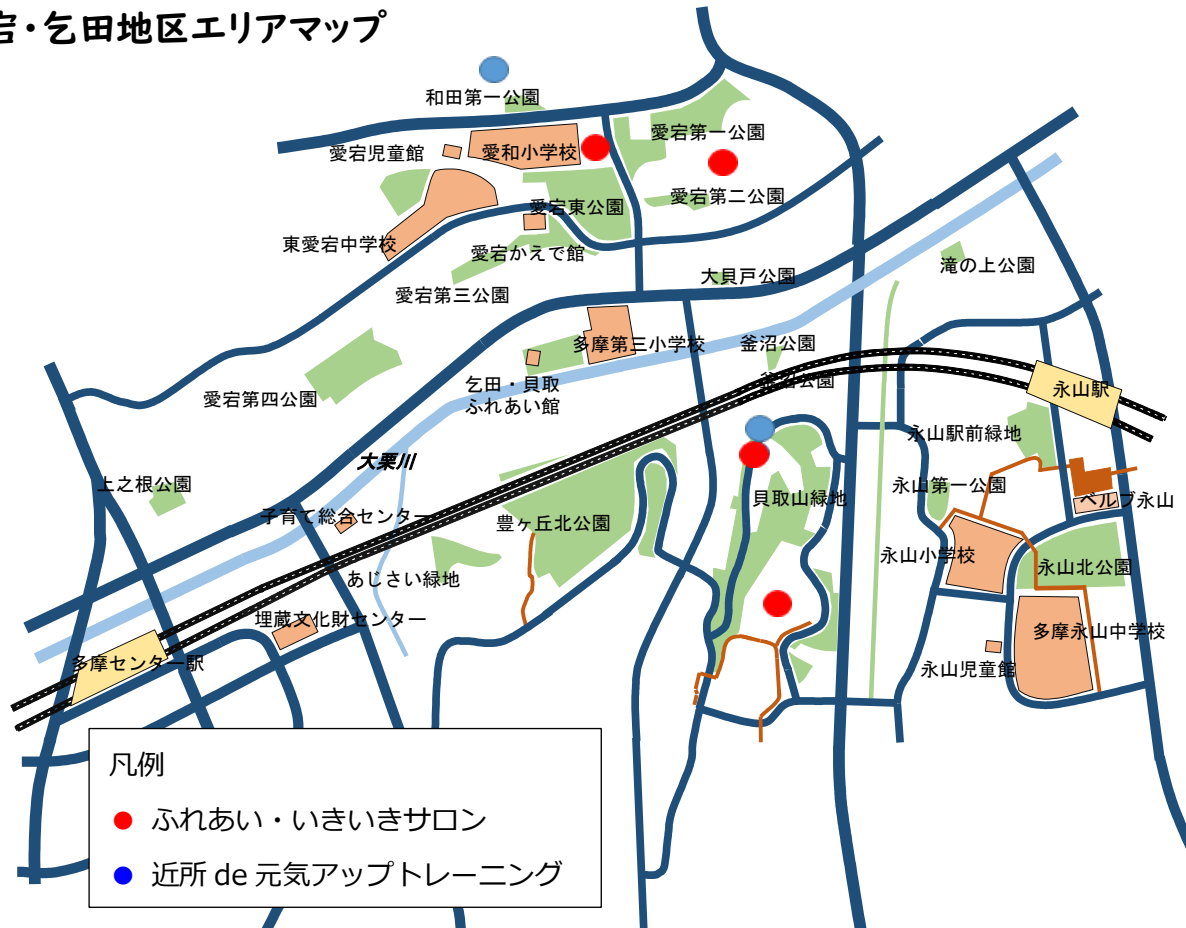 宕・乞田地区エリアマップ
和田第一公園
愛宕第一公園
愛宕児童館
愛和小学校
愛宕第二公園
愛宕東公園
東愛宕中学校
愛宕かえで館
滝の上公園
大貝戸公園
愛宕第三公園
多摩第三小学校
釜沼公園
釜沼公園
乞田・貝取
ふれあい館
愛宕第四公園
永山駅
永山駅前緑地
大栗川
上之根公園
永山第一公園
貝取山緑地
ベルブ永山
子育て総合センター
豊ヶ丘北公園
永山小学校
永山北公園
あじさい緑地
埋蔵文化財センター
多摩永山中学校
多摩センター駅
永山児童館
凡例
ふれあい・いきいきサロン
近所 de 元気アップトレーニング